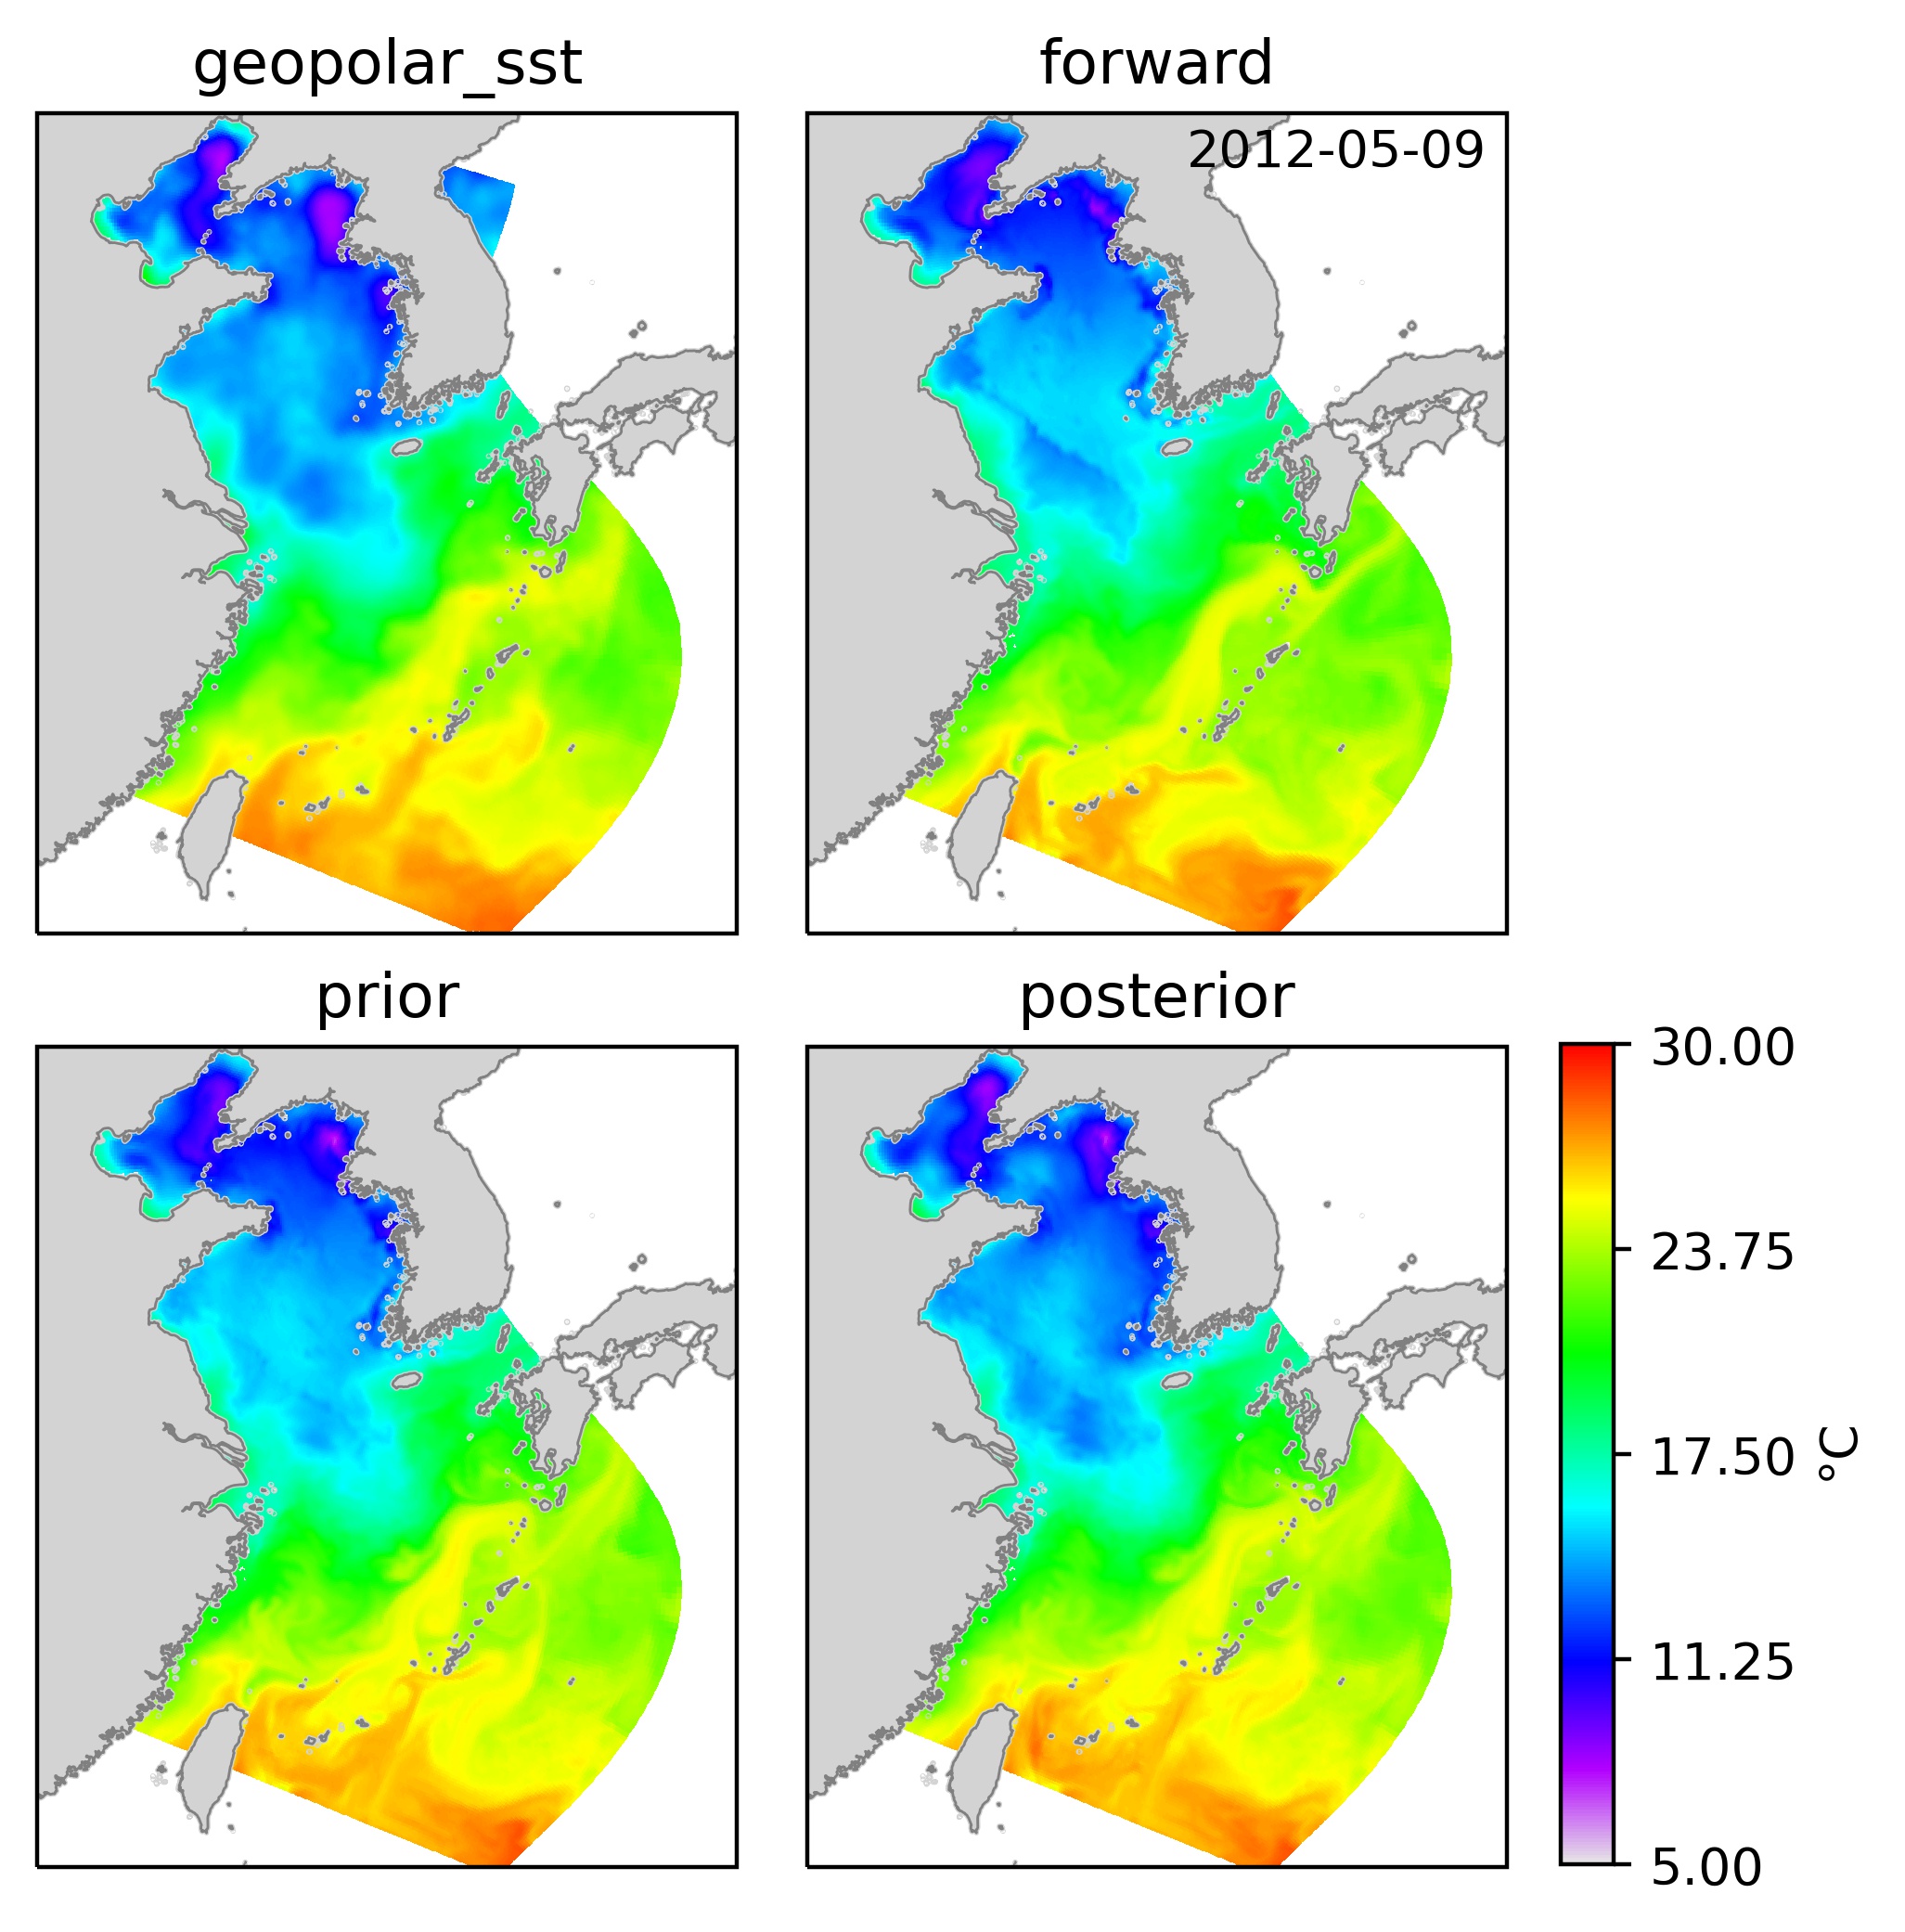 geopolar_sst
forward
2012-05-09
prior
posterior
30.00
23.75
17.50
11.25
5.00
°C